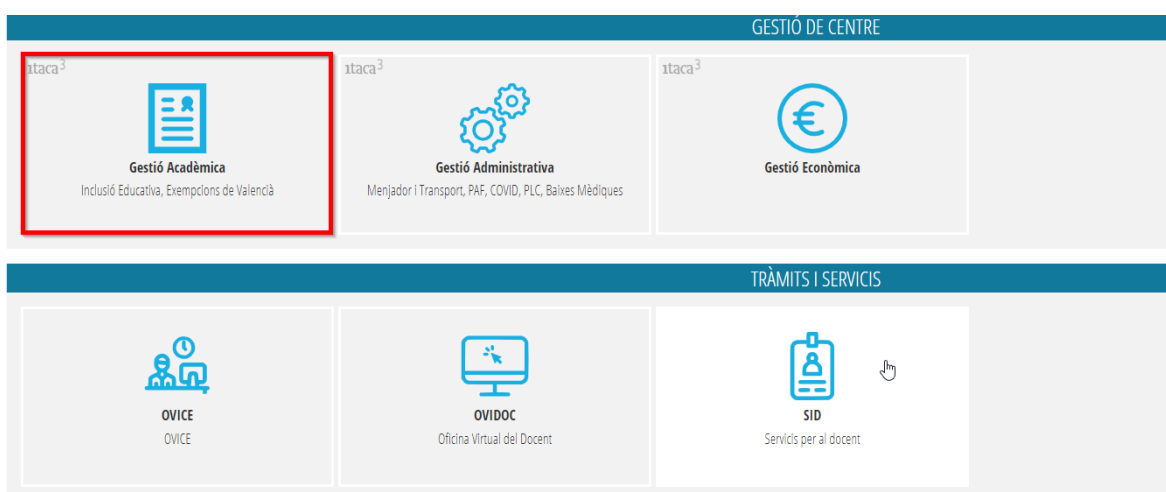 GESTIÓ DE CENTRE
ıtaca3
ıtaca3
ıtaca3
Gestió Acadèmica
Inclusió Educativa, Exempcions de Valencià
Gestió Administrativa
Menjador i Transport, PAF, COVID, PLC, Baixes Mèdiques
Gestió Econòmica
TRÀMITS I SERVICIS
OVICE
OVICE
OVIDOC
Oficina Virtual del Docent
SID
Servicis per al docent